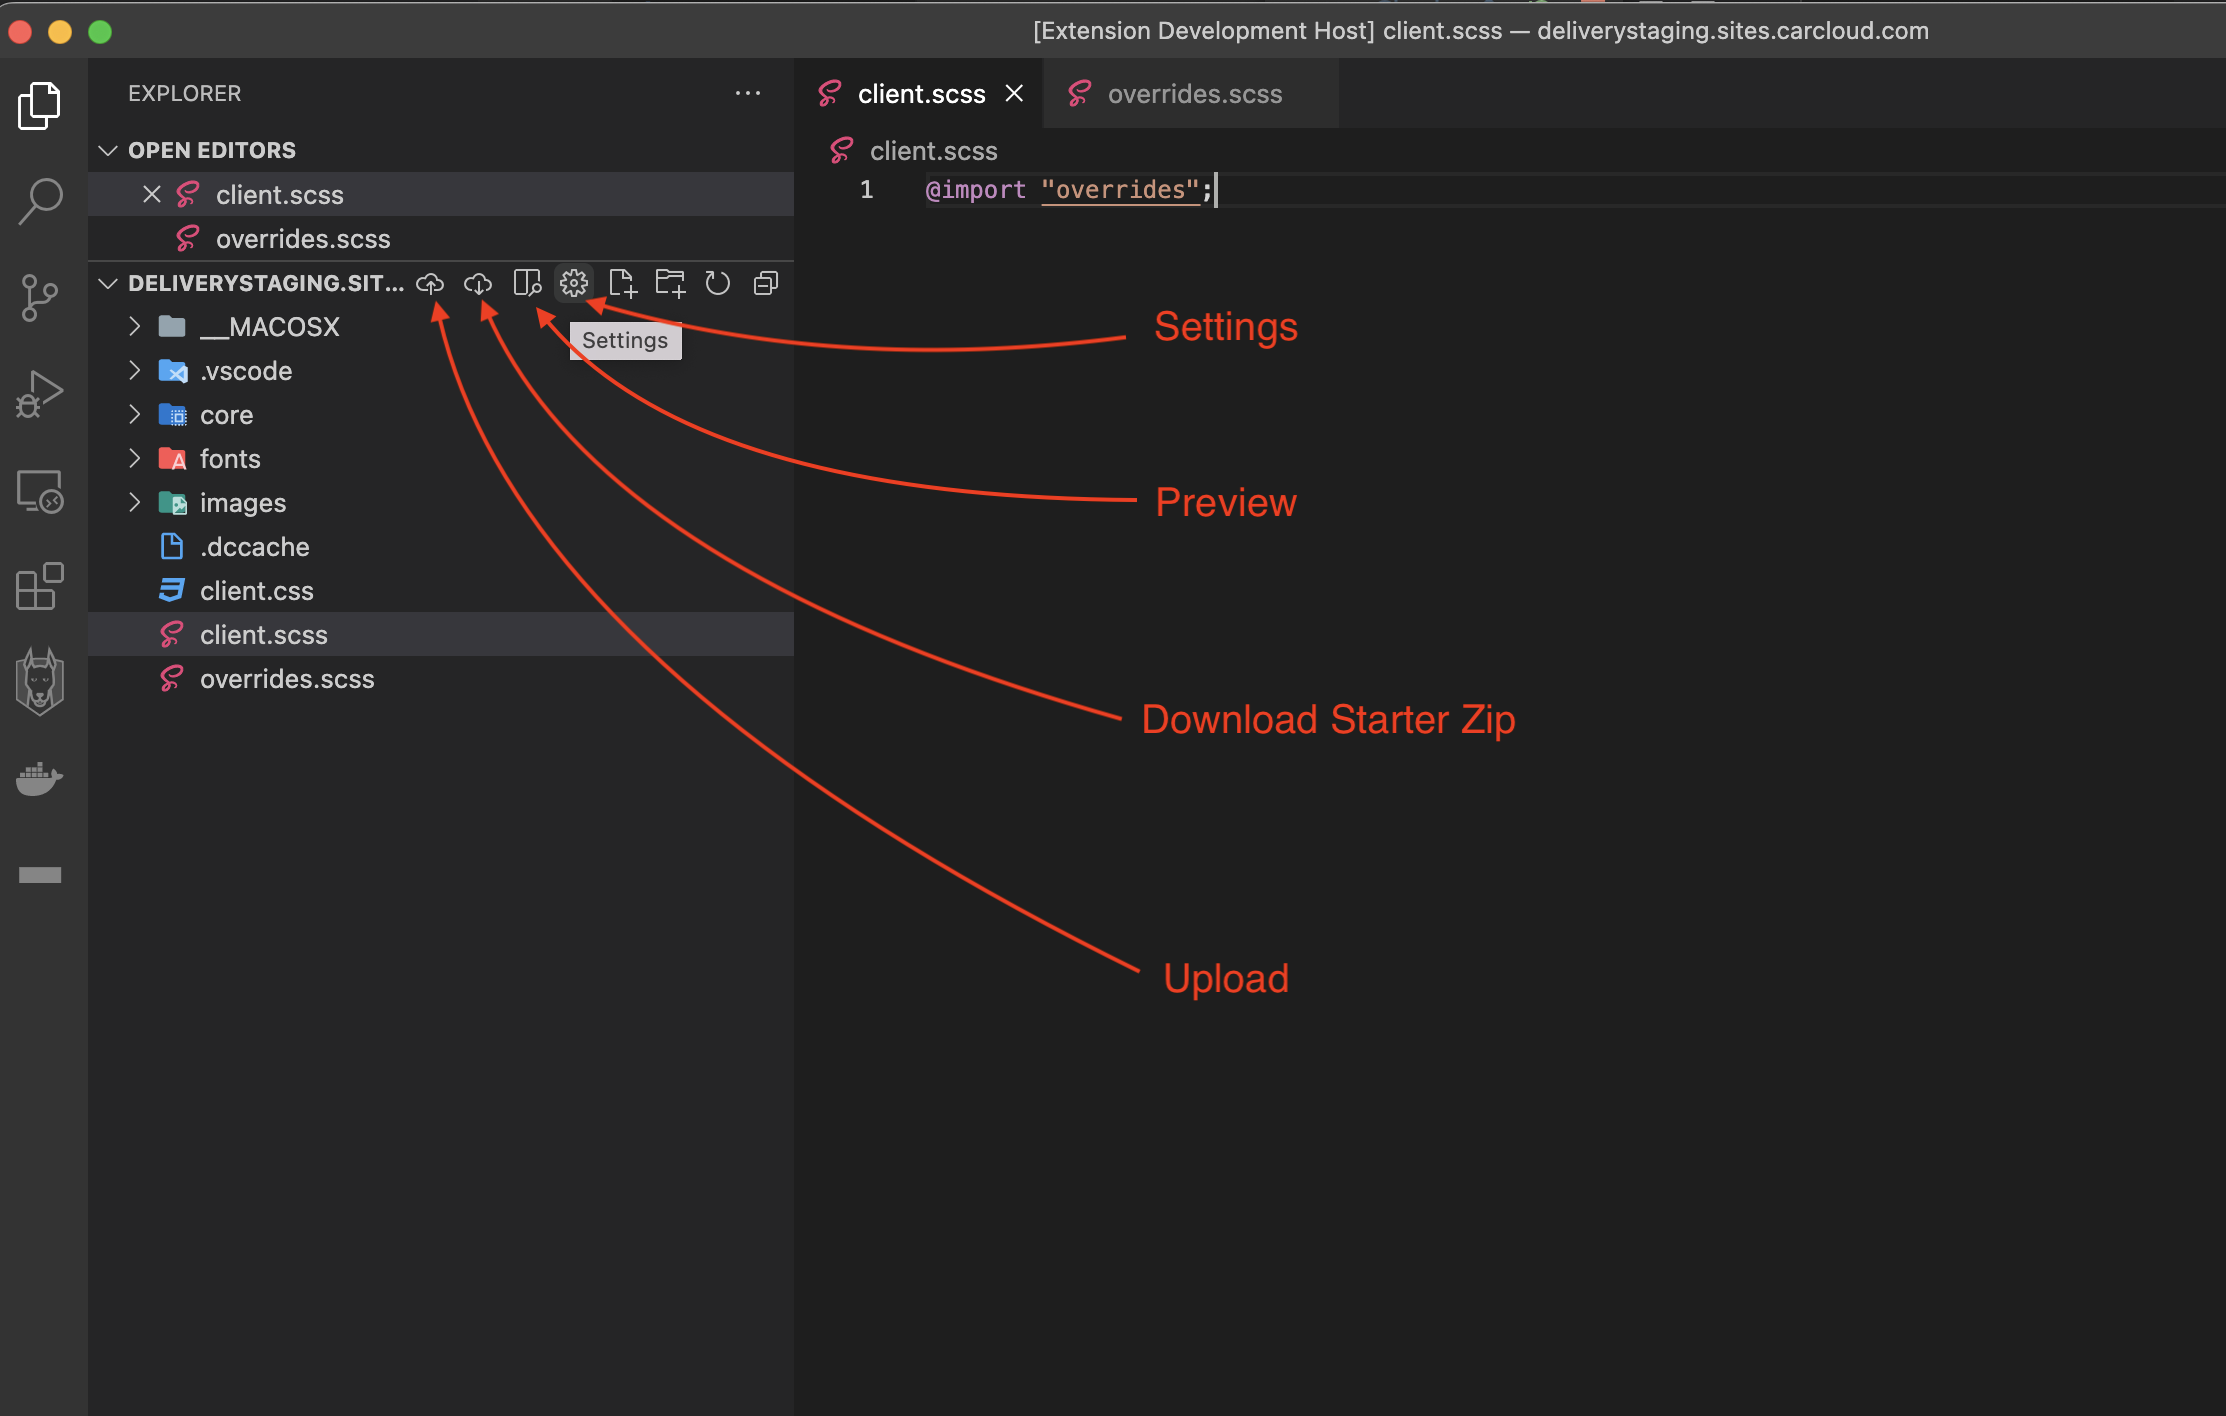 [Extension Development Host] client.scss — deliverystaging.sites.carcloud.com
EXPLORER
OPEN EDITORS
client.scss
overrides.scss
DELIVERYSTAGING.SIT...
Settings
__MACOSX
.vscode
core
fonts
images
.dccache
client.css
client.scss
overrides.scss
client.scss
overrides.scss
client.scss
1 @import "overrides";
Settings
Preview
Download Starter Zip
Upload